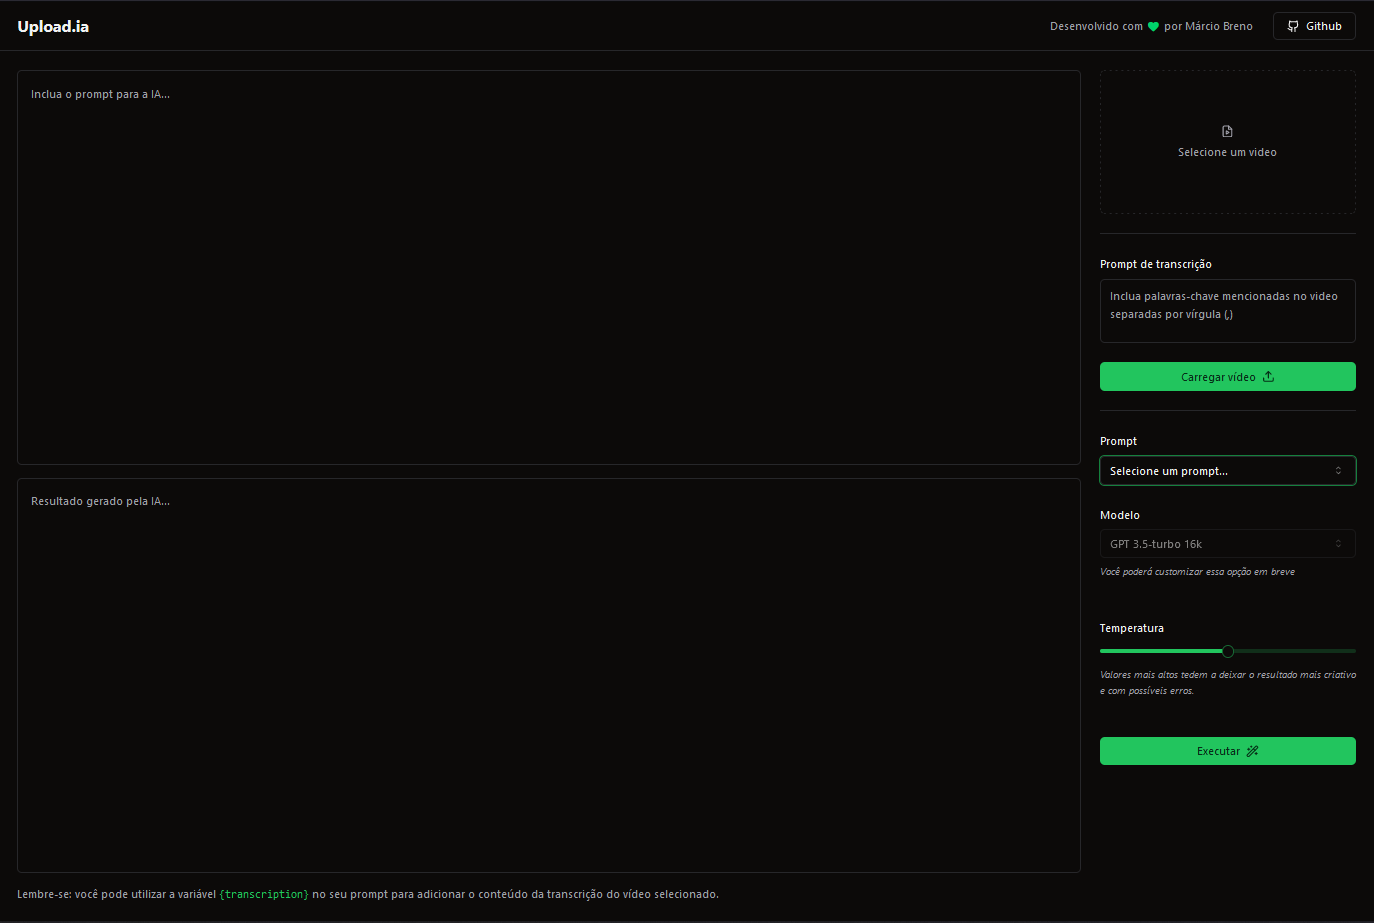 Upload.ia
Desenvolvido com por Márcio Breno
Github
Inclua o prompt para a IA...
Resultado gerado pela IA...
Lembre-se: você pode utilizar a variável {transcription} no seu prompt para adicionar o conteúdo da transcrição do vídeo selecionado.
Selecione um video
Prompt de transcrição
Inclua palavras-chave mencionadas no video
separadas por vírgula (,)
Carregar vídeo
Prompt
Selecione um prompt...
Modelo
GPT 3.5-turbo 16k
Você poderá customizar essa opção em breve
Temperatura
Valores mais altos tedem a deixar o resultado mais criativo
e com possíveis erros.
Executar